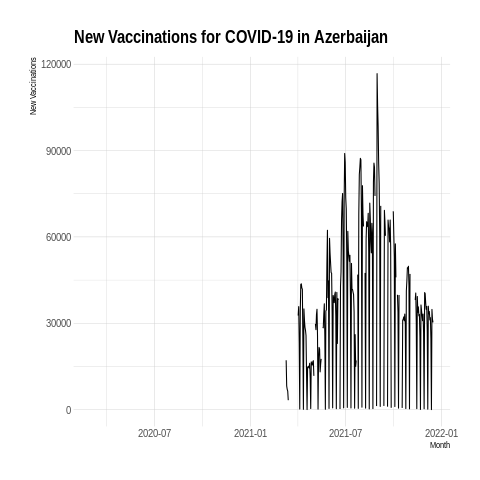 New Vaccinations for COVID-19 in Azerbaijan
New Vaccinations
120000
90000
60000
30000
0
2020-07 2021-01 2021-07 2022-01
Month